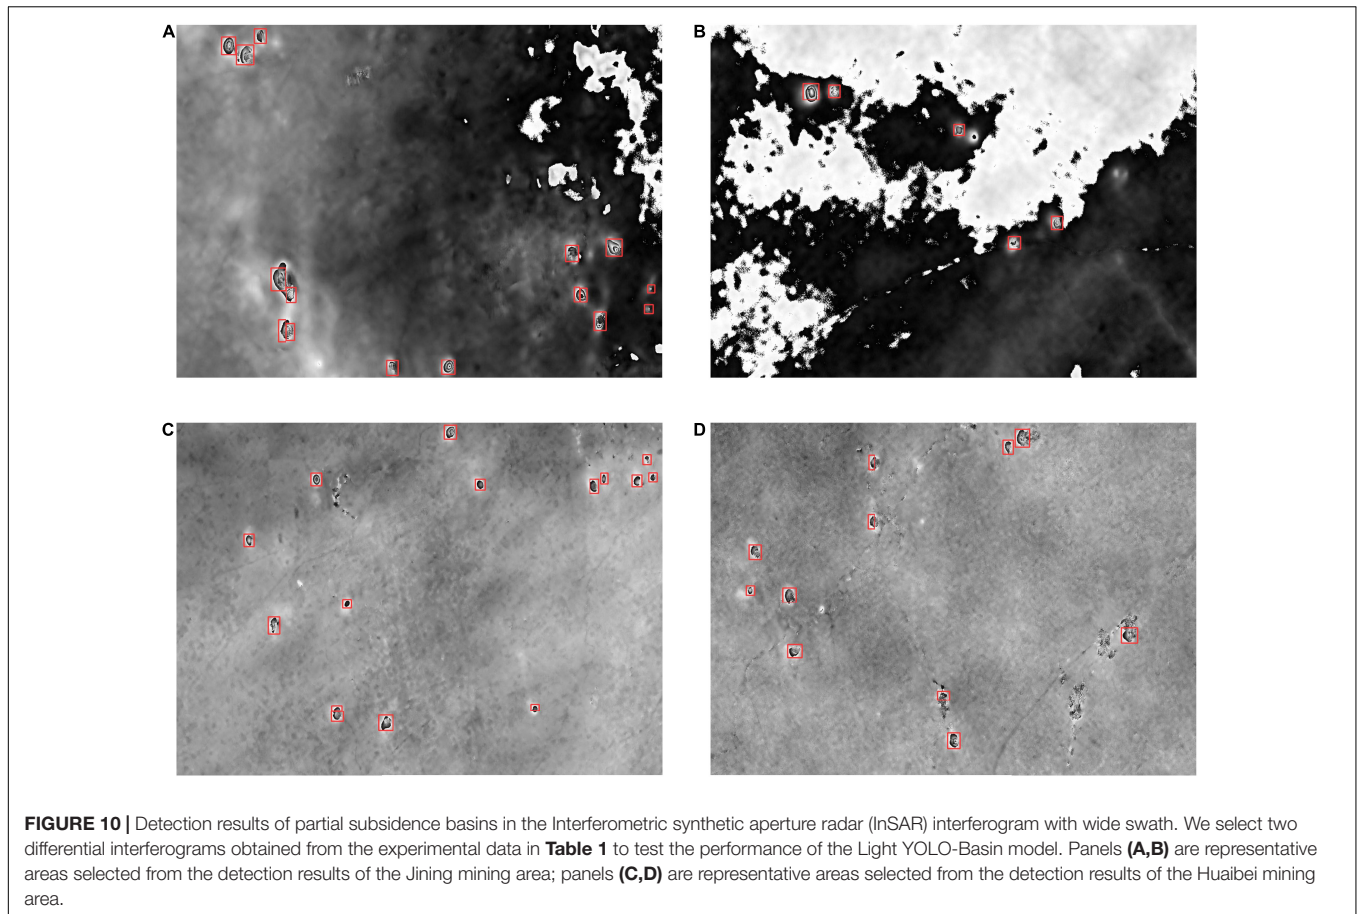 A
B
C
D
FIGURE 10 | Detection results of partial subsidence basins in the Interferometric synthetic aperture radar (InSAR) interferogram with wide swath. We select two
differential interferograms obtained from the experimental data in Table 1 to test the performance of the Light YOLO-Basin model. Panels (A,B) are representative
areas selected from the detection results of the Jining mining area; panels (C,D) are representative areas selected from the detection results of the Huaibei mining
area.